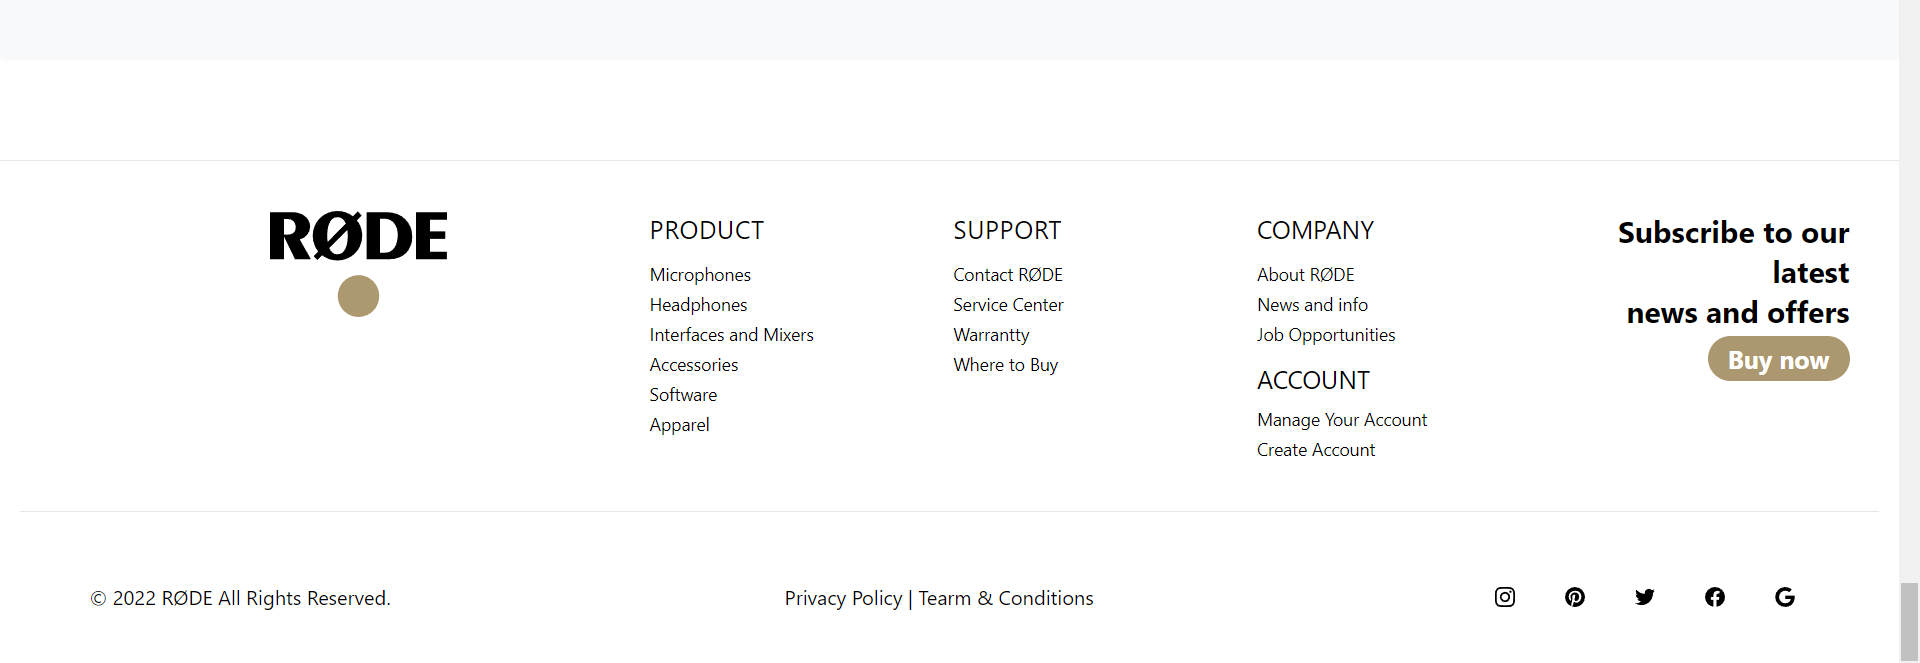 RØDE
PRODUCT
Microphones
Headphones
Interfaces and Mixers
Accessories
Software
Apparel
SUPPORT
Contact RØDE
Service Center
Warrantty
Where to Buy
COMPANY
About RØDE
News and info
Job Opportunities
ACCOUNT
Manage Your Account
Create Account
Subscribe to our
latest
news and offers
Buy now
© 2022 RØDE All Rights Reserved.
Privacy Policy | Tearm & Conditions